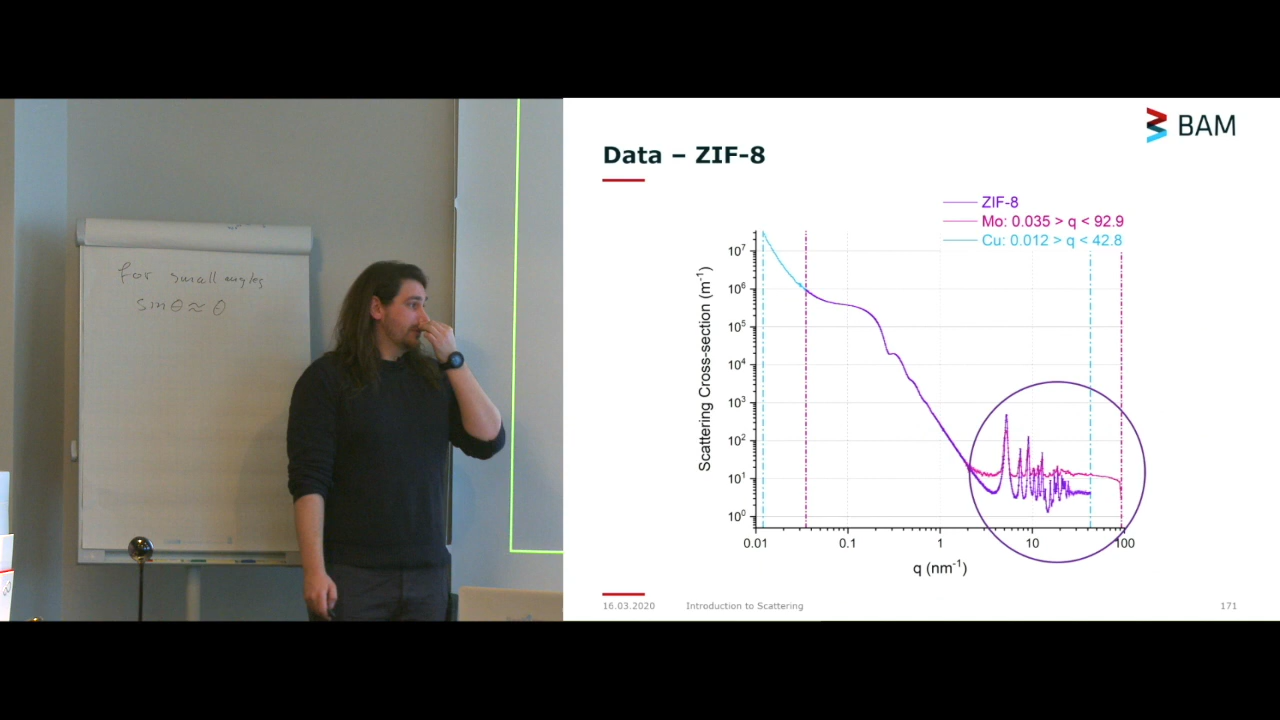 for small angles
sin θ ≈ θ
BAM
Data – ZIF-8
ZIF-8
Mo: 0.035 > q < 92.9
Cu: 0.012 > q < 42.8
Scattering Cross-section (m⁻¹)
10⁷
10⁶
10⁵
10⁴
10³
10²
10¹
10⁰
0.01 0.1 1 10 100
q (nm⁻¹)
16.03.2020 Introduction to Scattering 171